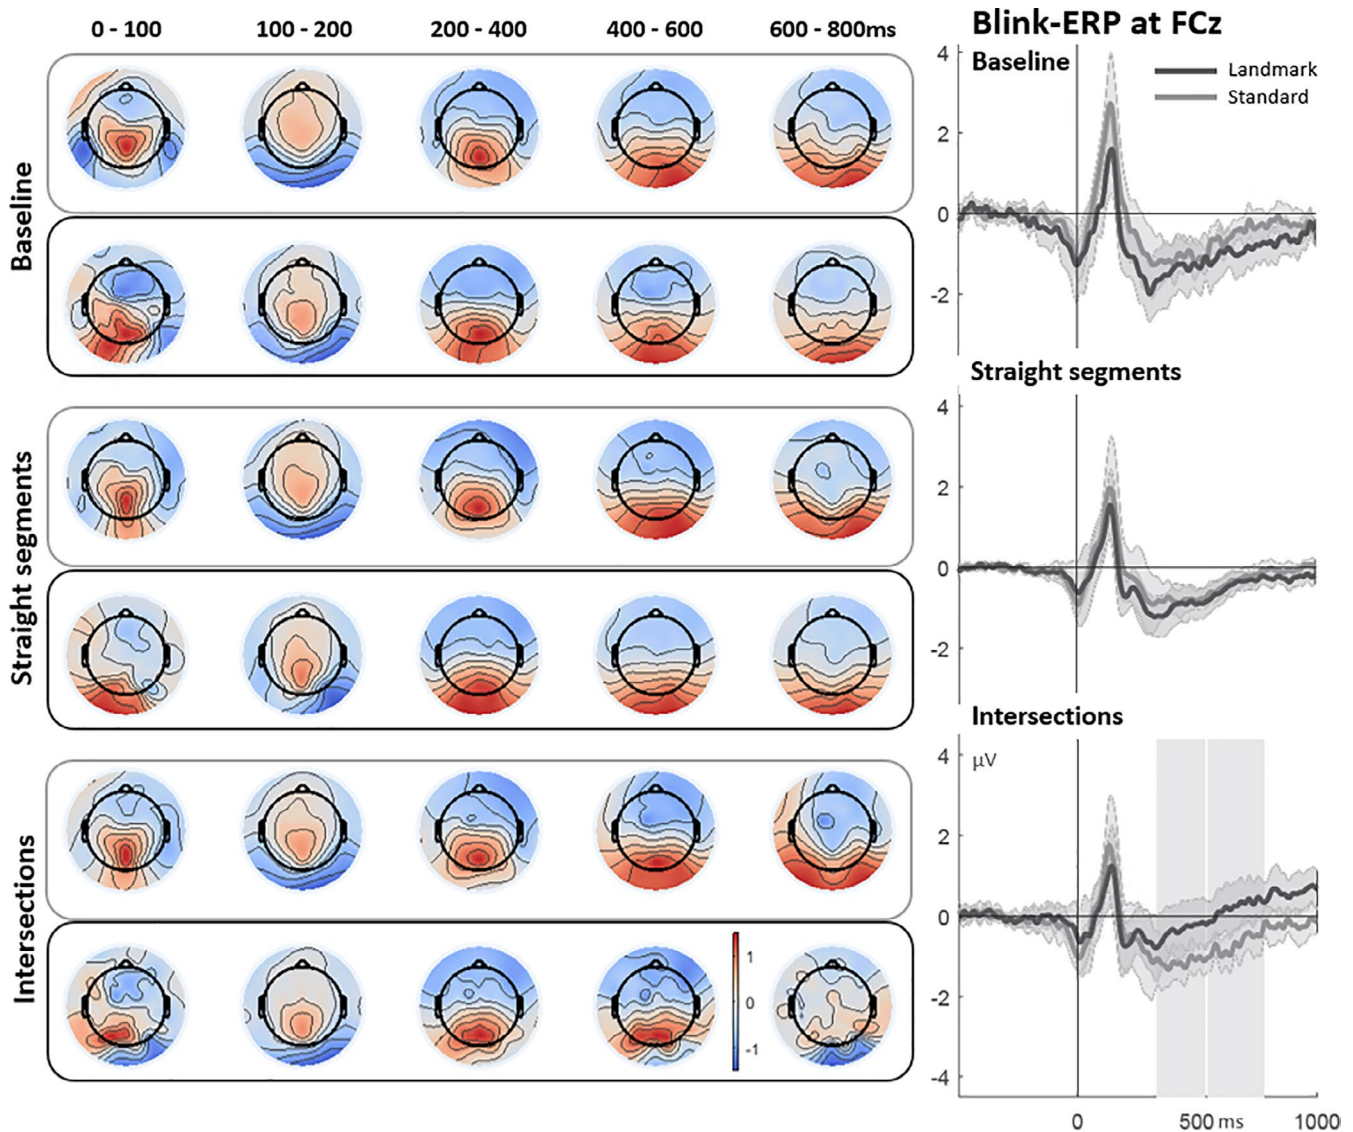 0 - 100 100 - 200 200 - 400 400 - 600 600 - 800ms
Baseline
Straight segments
Intersections
1
0
-1
Blink-ERP at FCz
Baseline
Landmark
Standard
4
2
0
-2
Straight segments
4
2
0
-2
Intersections
μV
4
2
0
-2
-4
0 500 ms 1000